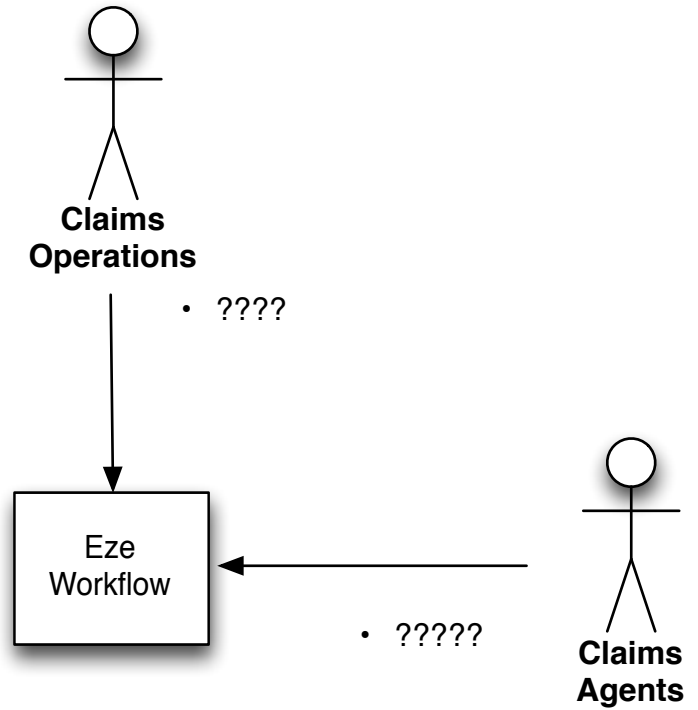 Claims
Operations
• ????
Eze
Workflow
• ?????
Claims
Agents